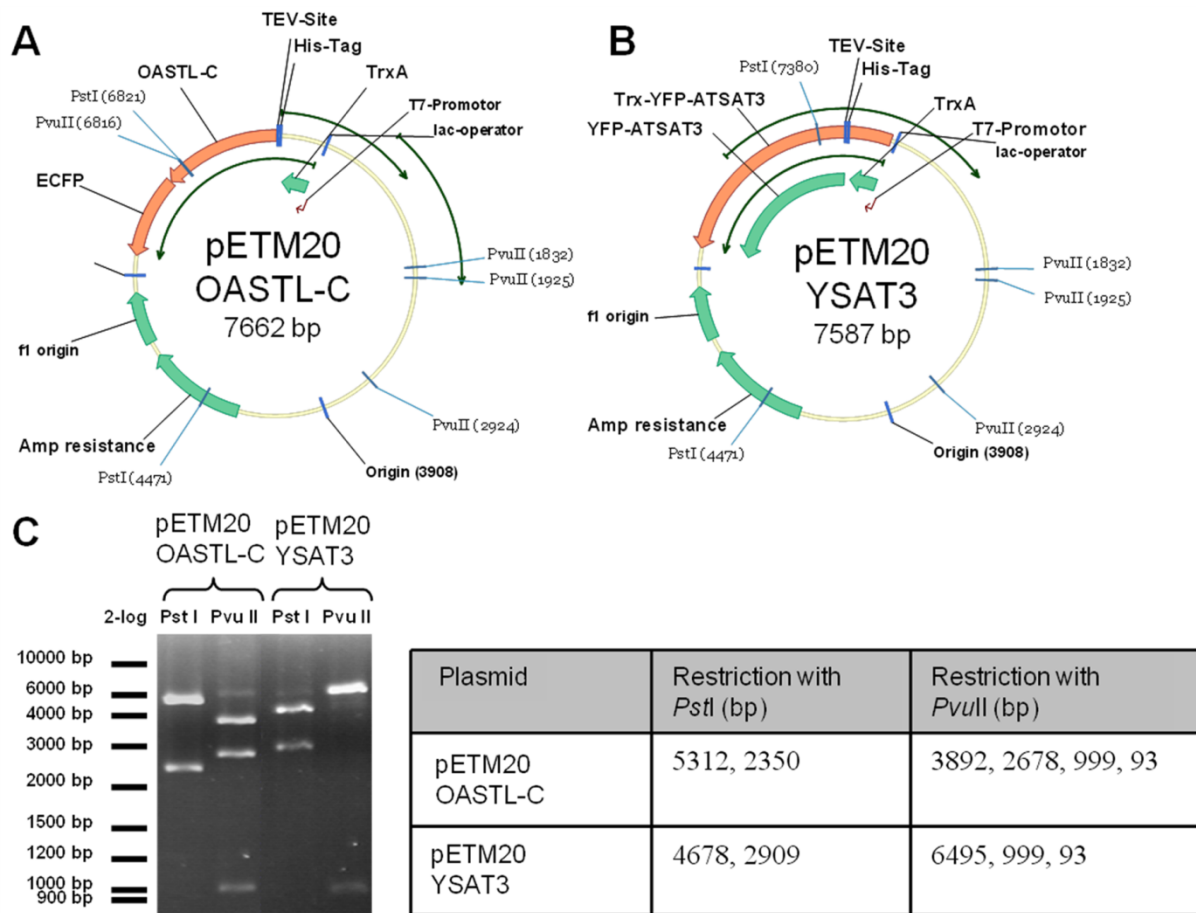 A
TEV-Site
His-Tag
OASTL-C
TrxA
PstI (6821)
PvuII (6816)
T7-Promotor
lac-operator
ECFP
pETM20
OASTL-C
7662 bp
PvuII (1832)
PvuII (1925)
f1 origin
PvuII (2924)
Amp resistance
PstI (4471)
Origin (3908)
B
TEV-Site
PstI (7380)
His-Tag
Trx-YFP-ATSAT3
TrxA
YFP-ATSAT3
T7-Promotor
lac-operator
pETM20
YSAT3
7587 bp
PvuII (1832)
PvuII (1925)
f1 origin
Amp resistance
PvuII (2924)
PstI (4471)
Origin (3908)
C
pETM20 pETM20
OASTL-C YSAT3
2-log Pst I Pvu II Pst I Pvu II
10000 bp
6000 bp
4000 bp
3000 bp
2000 bp
1500 bp
1200 bp
1000 bp
900 bp
Plasmid Restriction with Restriction with
PstI (bp) PvuII (bp)
pETM20 5312, 2350 3892, 2678, 999, 93
OASTL-C
pETM20 4678, 2909 6495, 999, 93
YSAT3